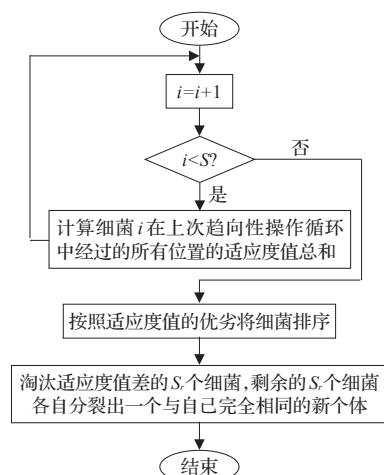 开始
i=i+1
i<S?
否
是
计算细菌i在上次趋向性操作循环
中经过的所有位置的适应度值总和
按照适应度值的优劣将细菌排序
淘汰适应度值差的Sr个细菌,剩余的Sr个细菌
各自分裂出一个与自己完全相同的新个体
结束